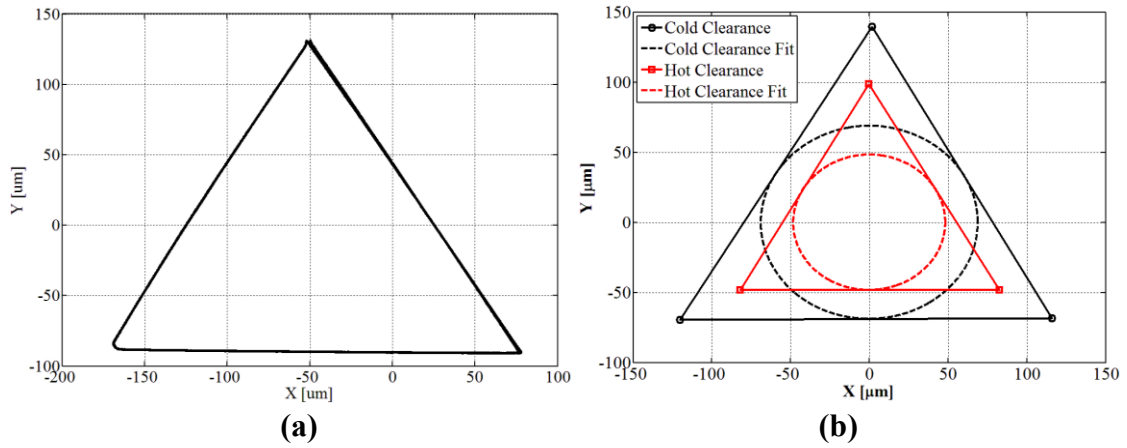 150
100
50
0
-50
-100
-200 -150 -100 -50 0 50 100
Y [um]
X [um]
(a)
150
100
50
0
-50
-100
-150 -100 -50 0 50 100 150
Y [µm]
X [µm]
Cold Clearance
Cold Clearance Fit
Hot Clearance
Hot Clearance Fit
(b)